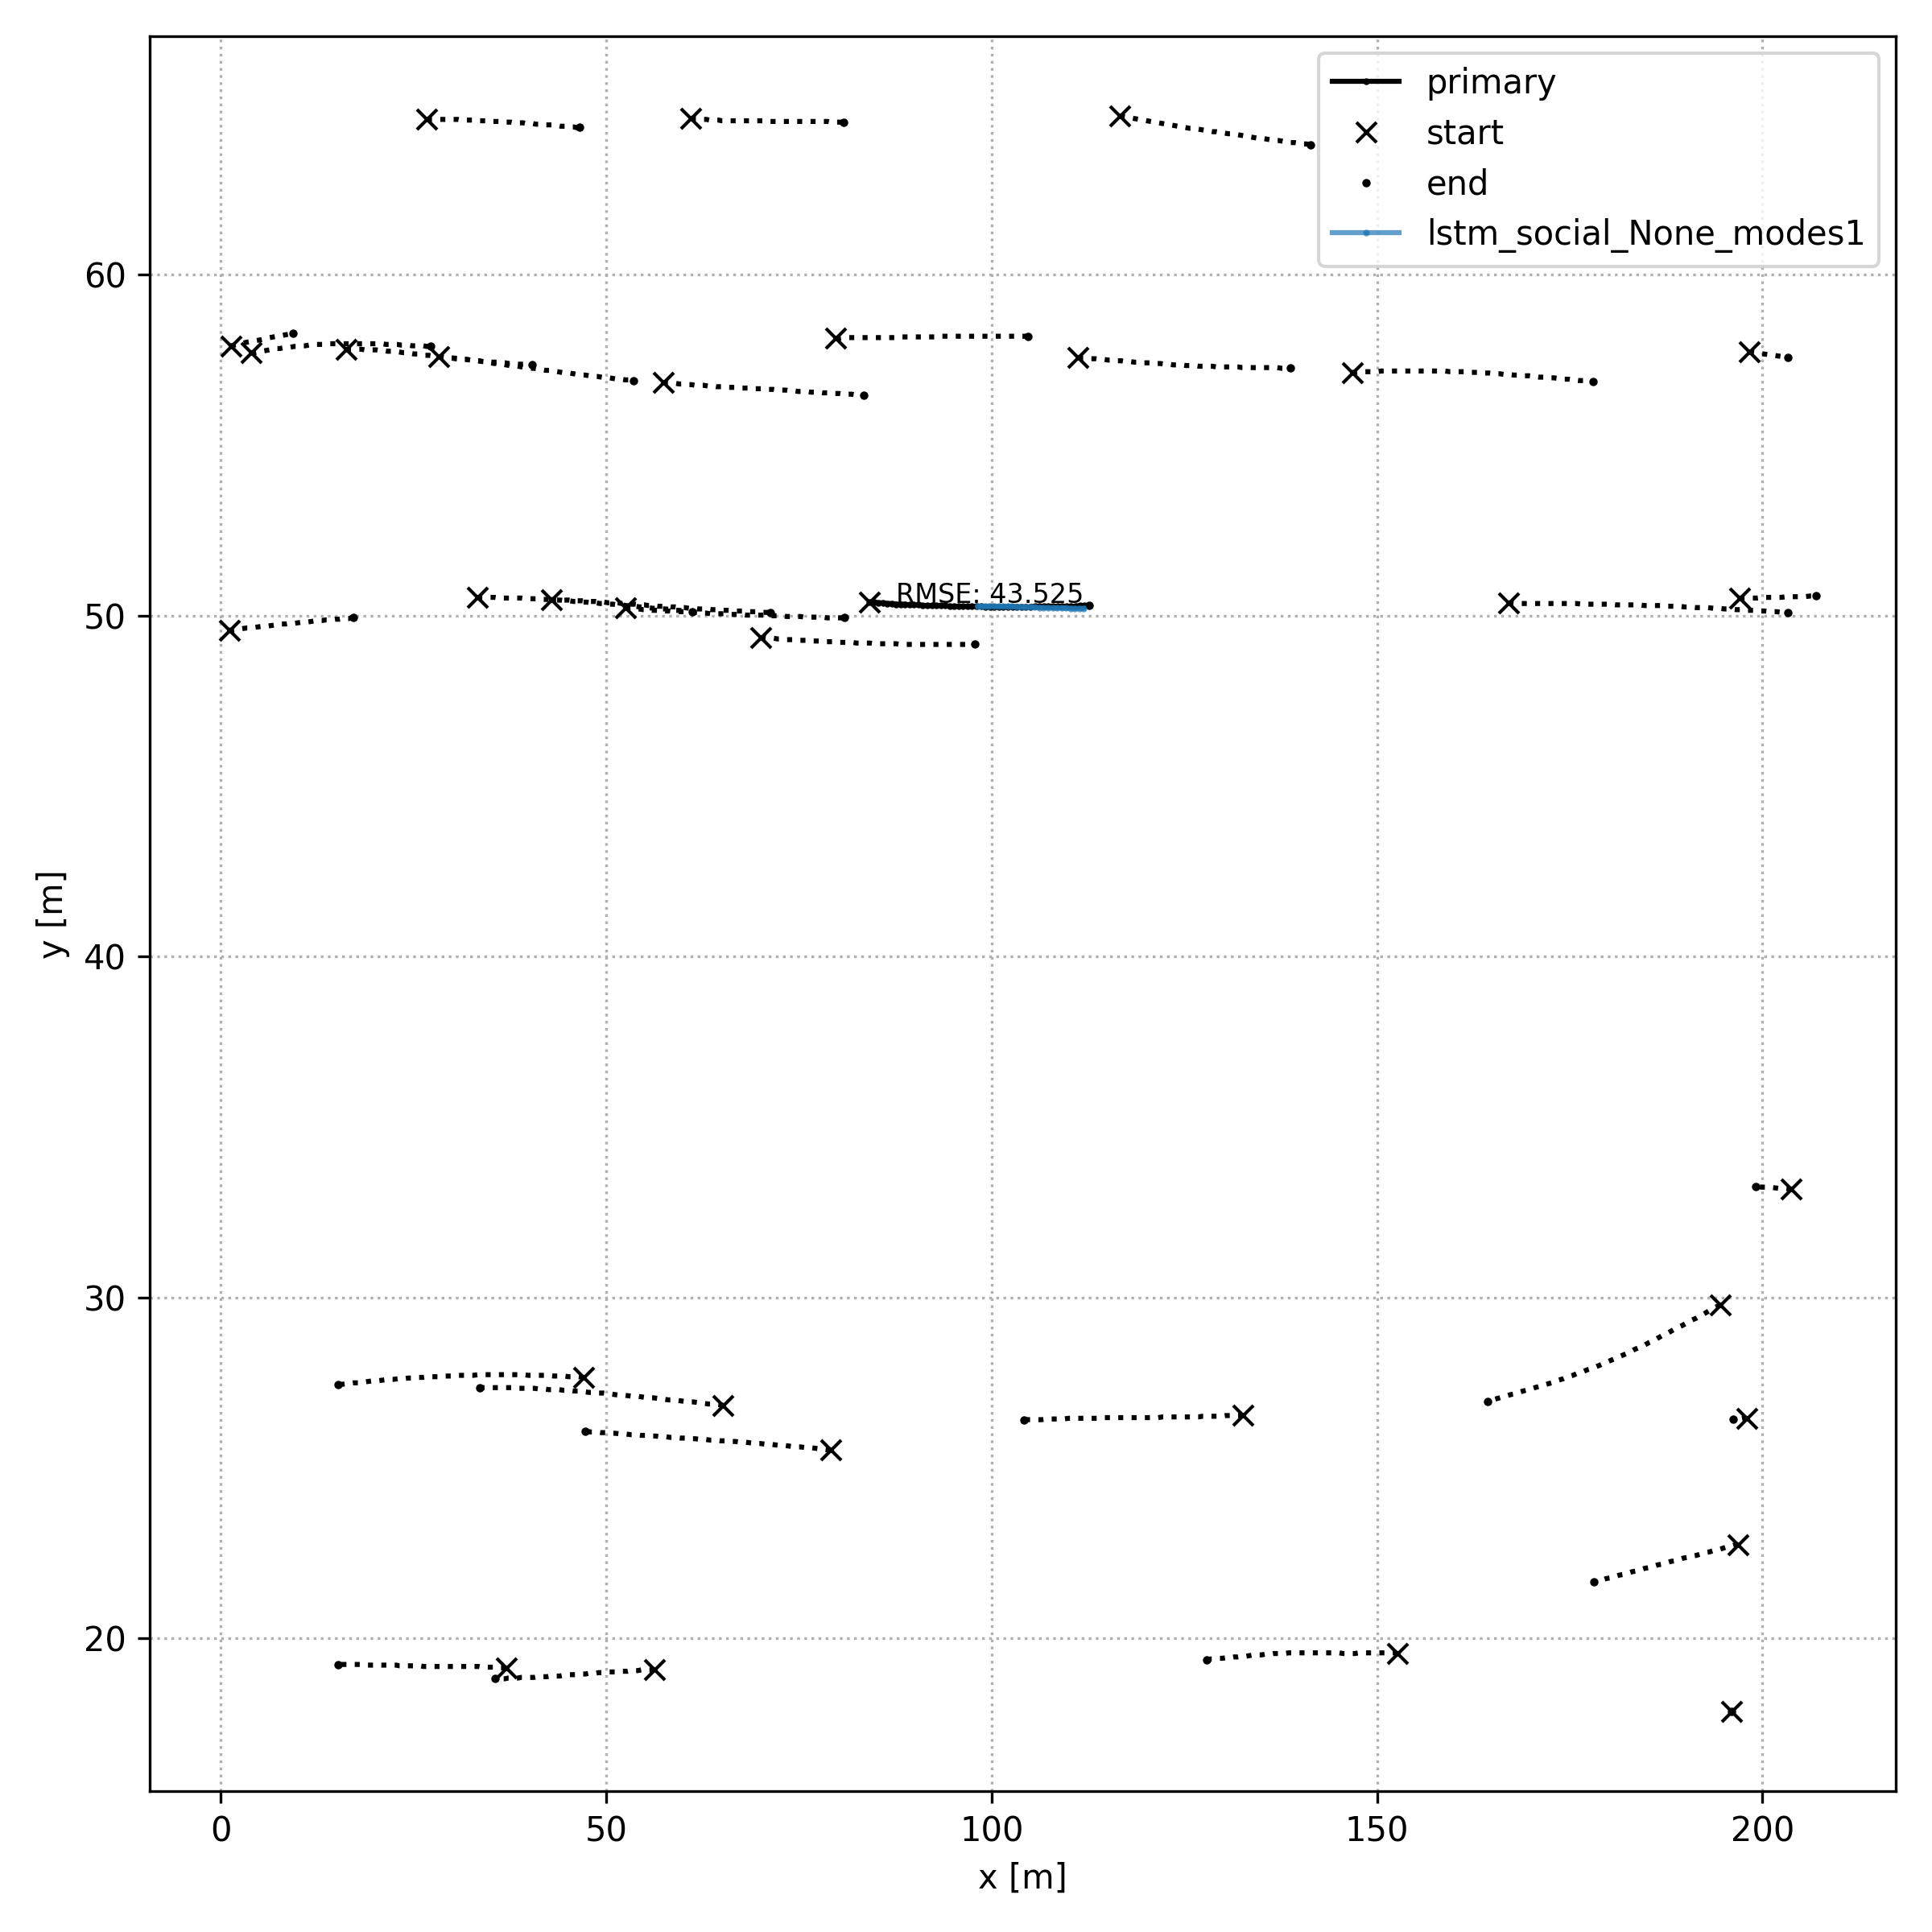 primary
start
end
lstm_social_None_modes1
60
RMSE: 43.525
50
40
30
20
y [m]
0 50 100 150 200
x [m]